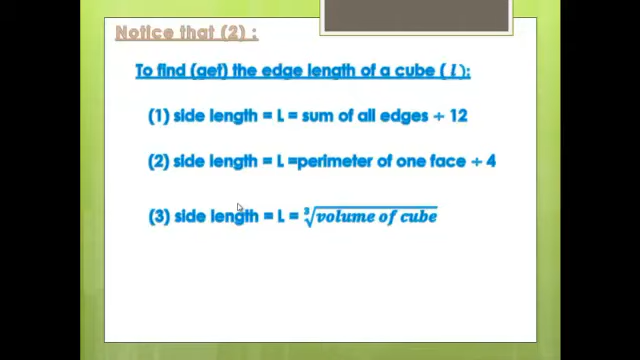 Notice that (2) :
To find (get) the edge length of a cube ( l ):
(1) side length = L = sum of all edges ÷ 12
(2) side length = L =perimeter of one face ÷ 4
(3) side length = L = ∛volume of cube